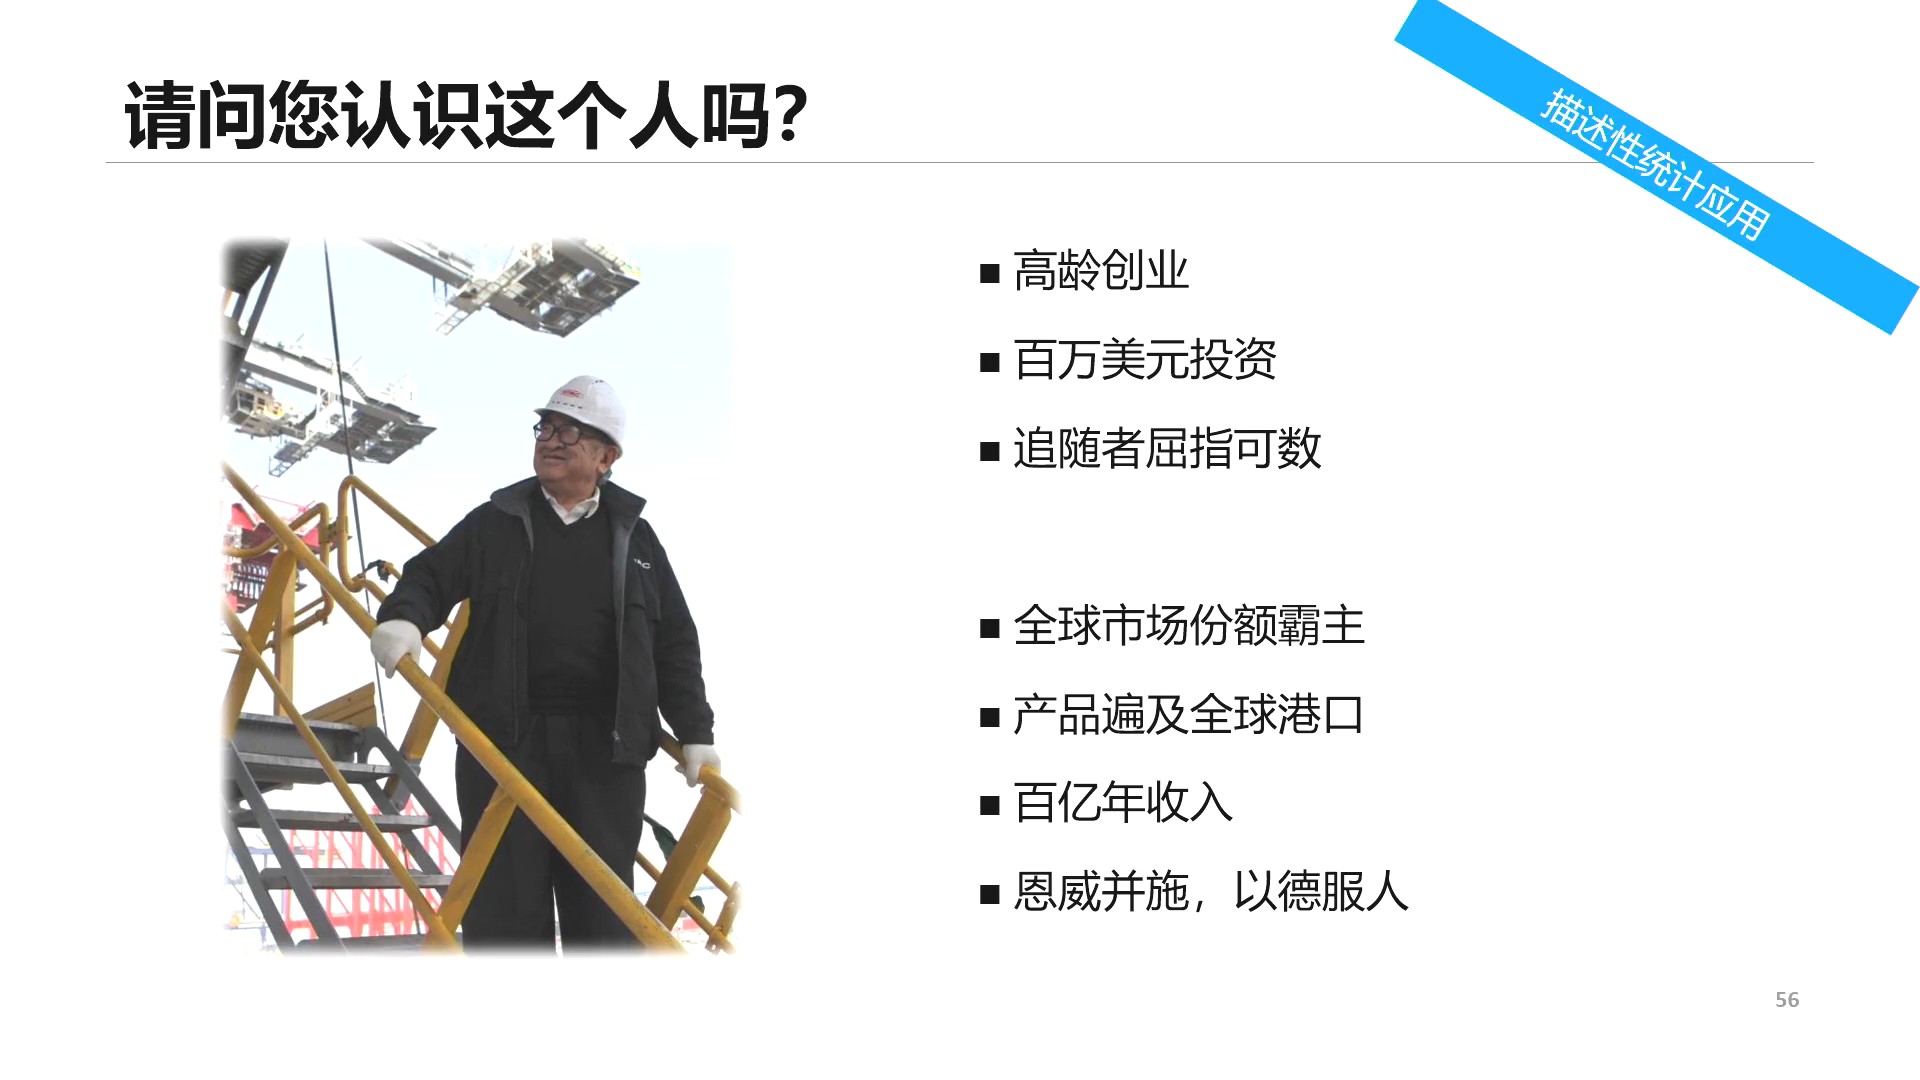 请问您认识这个人吗?
描述性统计应用
■ 高龄创业
■ 百万美元投资
■ 追随者屈指可数
■ 全球市场份额霸主
■ 产品遍及全球港口
■ 百亿年收入
■ 恩威并施，以德服人
56